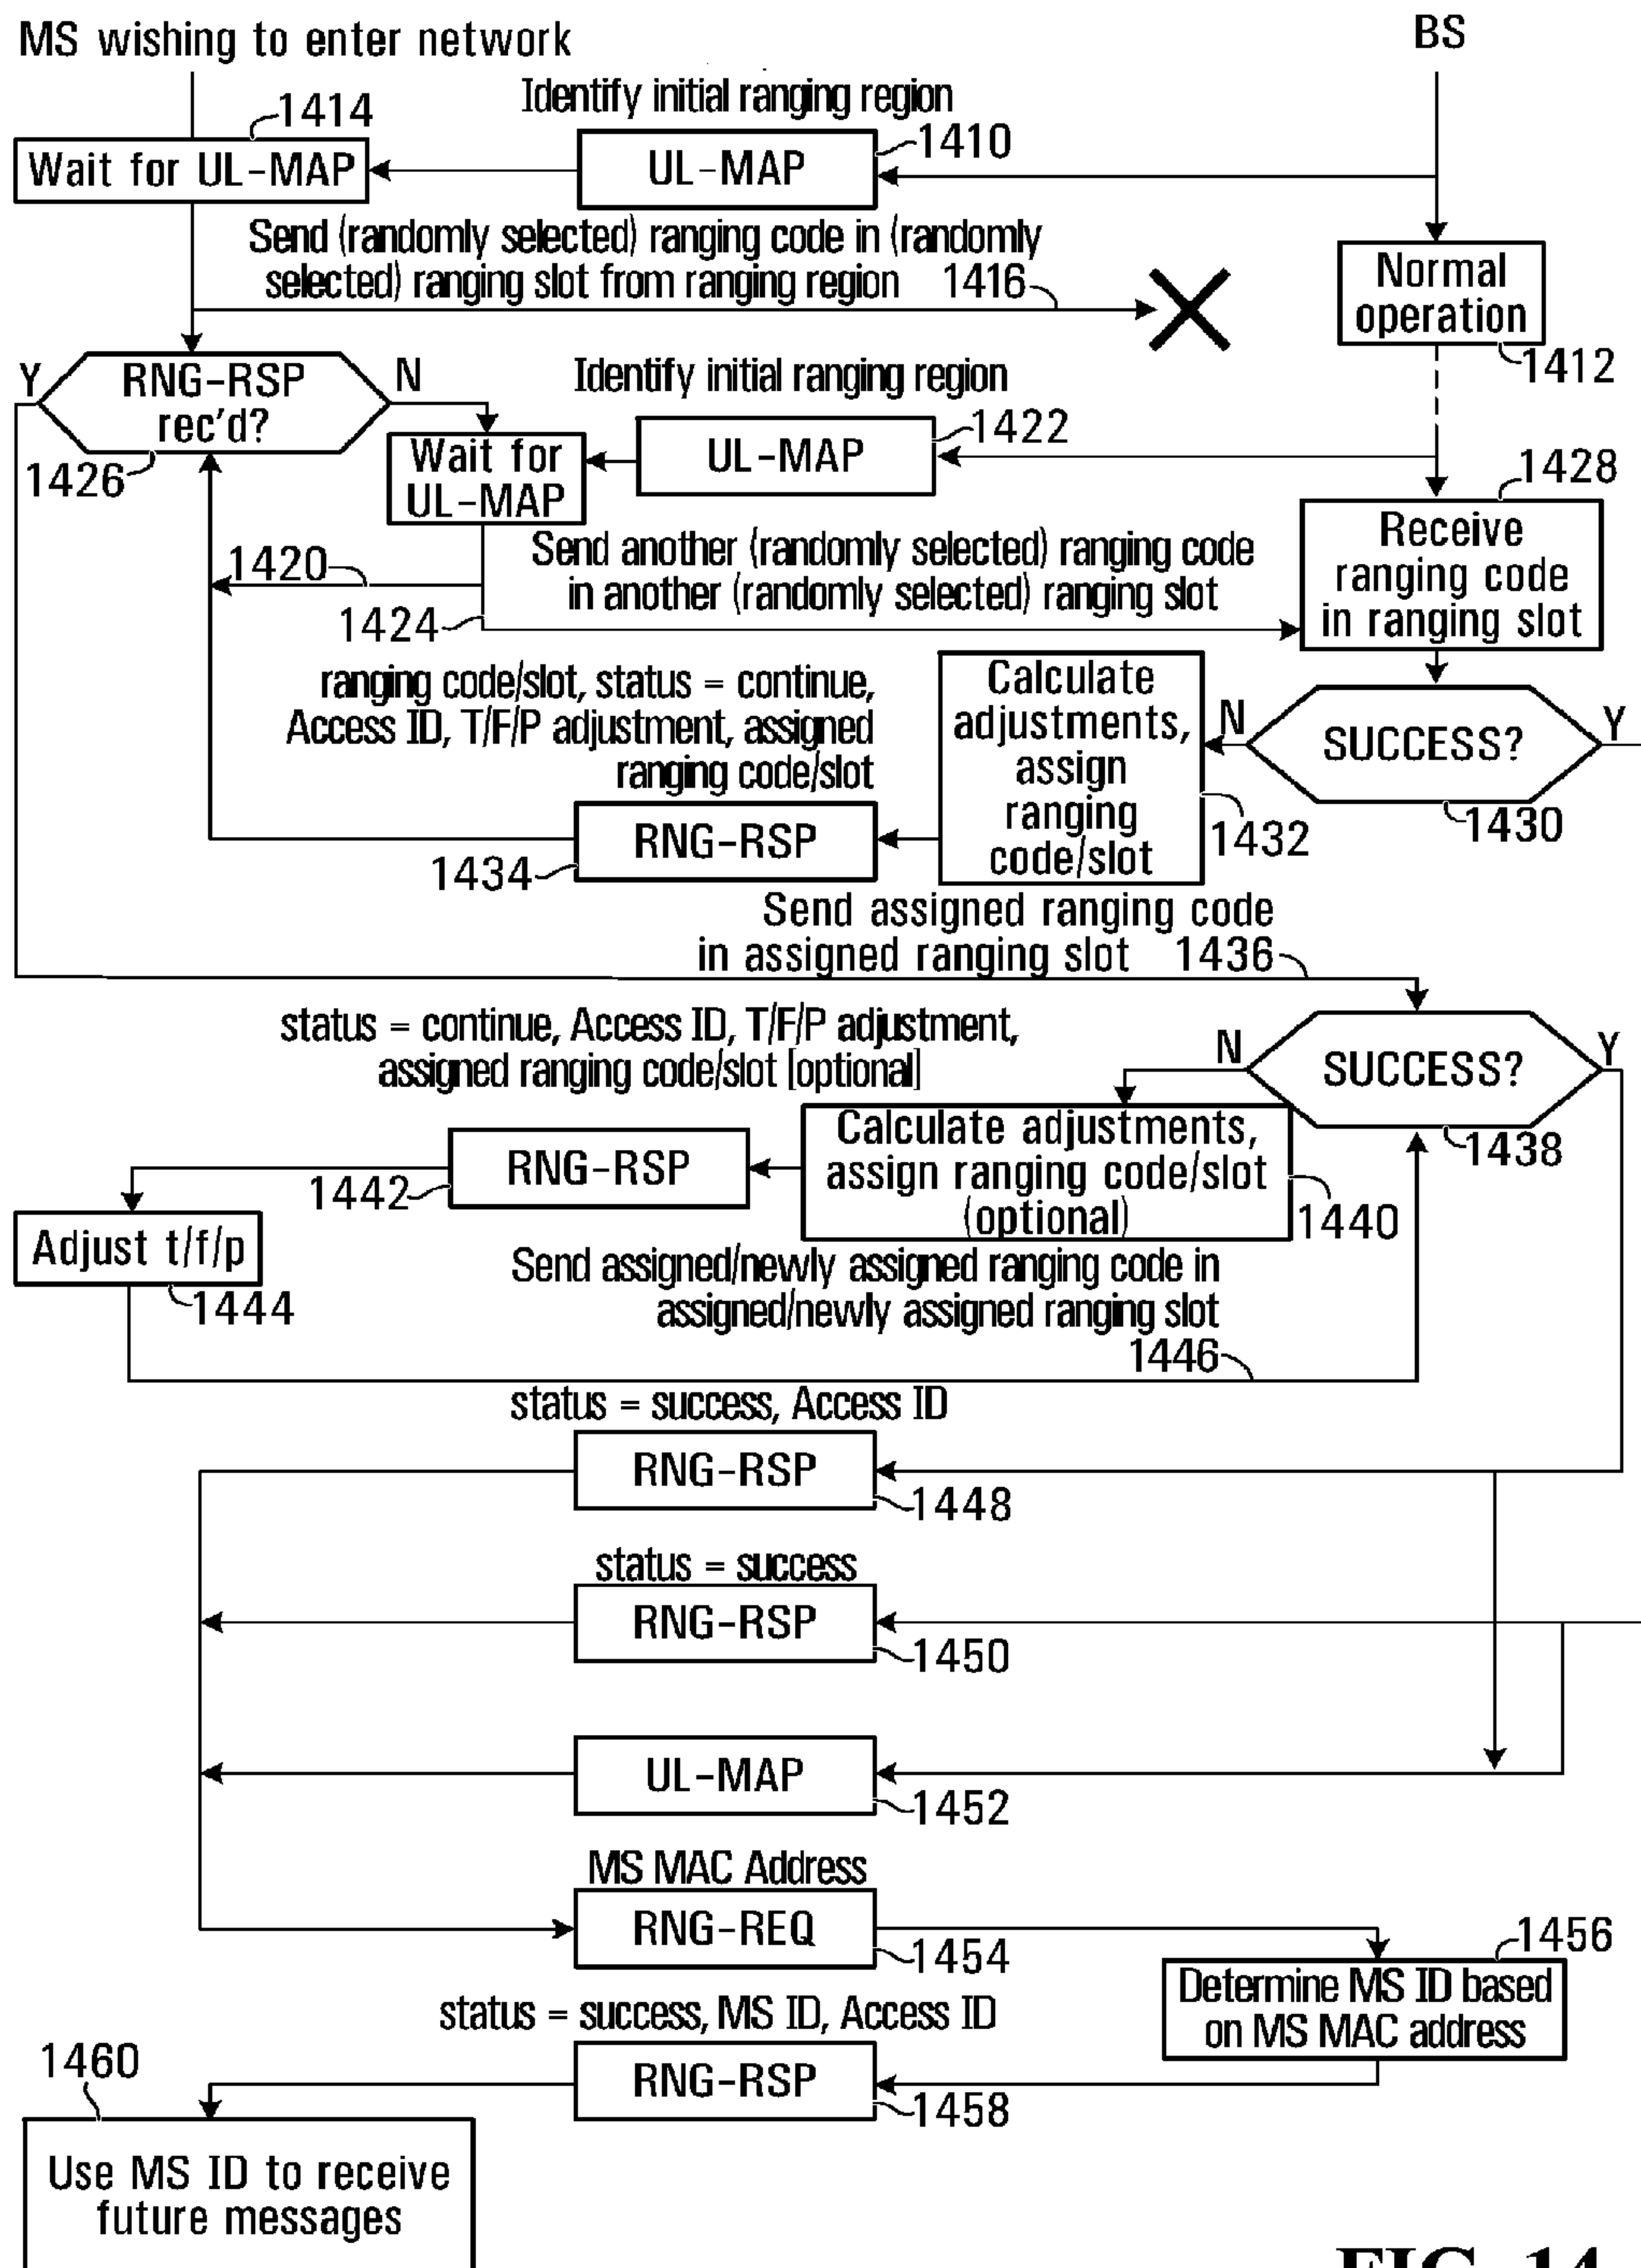 MS wishing to enter network
BS
Identify initial ranging region
1414
1410
Wait for UL-MAP
UL-MAP
Send (randomly selected) ranging code in (randomly
selected) ranging slot from ranging region
1416
Normal
operation
1412
Y
RNG-RSP
rec'd?
N
1426
Identify initial ranging region
1422
UL-MAP
Wait for
UL-MAP
1428
Receive
ranging code
in ranging slot
1420
Send another (randomly selected) ranging code
in another (randomly selected) ranging slot
1424
ranging code/slot, status = continue,
Access ID, T/F/P adjustment, assigned
ranging code/slot
Calculate
adjustments,
assign
ranging
code/slot
1432
N
SUCCESS?
Y
1430
RNG-RSP
1434
Send assigned ranging code
in assigned ranging slot
1436
status = continue, Access ID, T/F/P adjustment,
assigned ranging code/slot [optional]
N
SUCCESS?
Y
1438
Calculate adjustments,
assign ranging code/slot
(optional)
1440
RNG-RSP
1442
Adjust t/f/p
1444
Send assigned/newly assigned ranging code in
assigned/newly assigned ranging slot
1446
status = success, Access ID
RNG-RSP
1448
status = success
RNG-RSP
1450
UL-MAP
1452
MS MAC Address
RNG-REQ
1454
1456
Determine MS ID based
on MS MAC address
status = success, MS ID, Access ID
RNG-RSP
1458
1460
Use MS ID to receive
future messages
FIG. 14